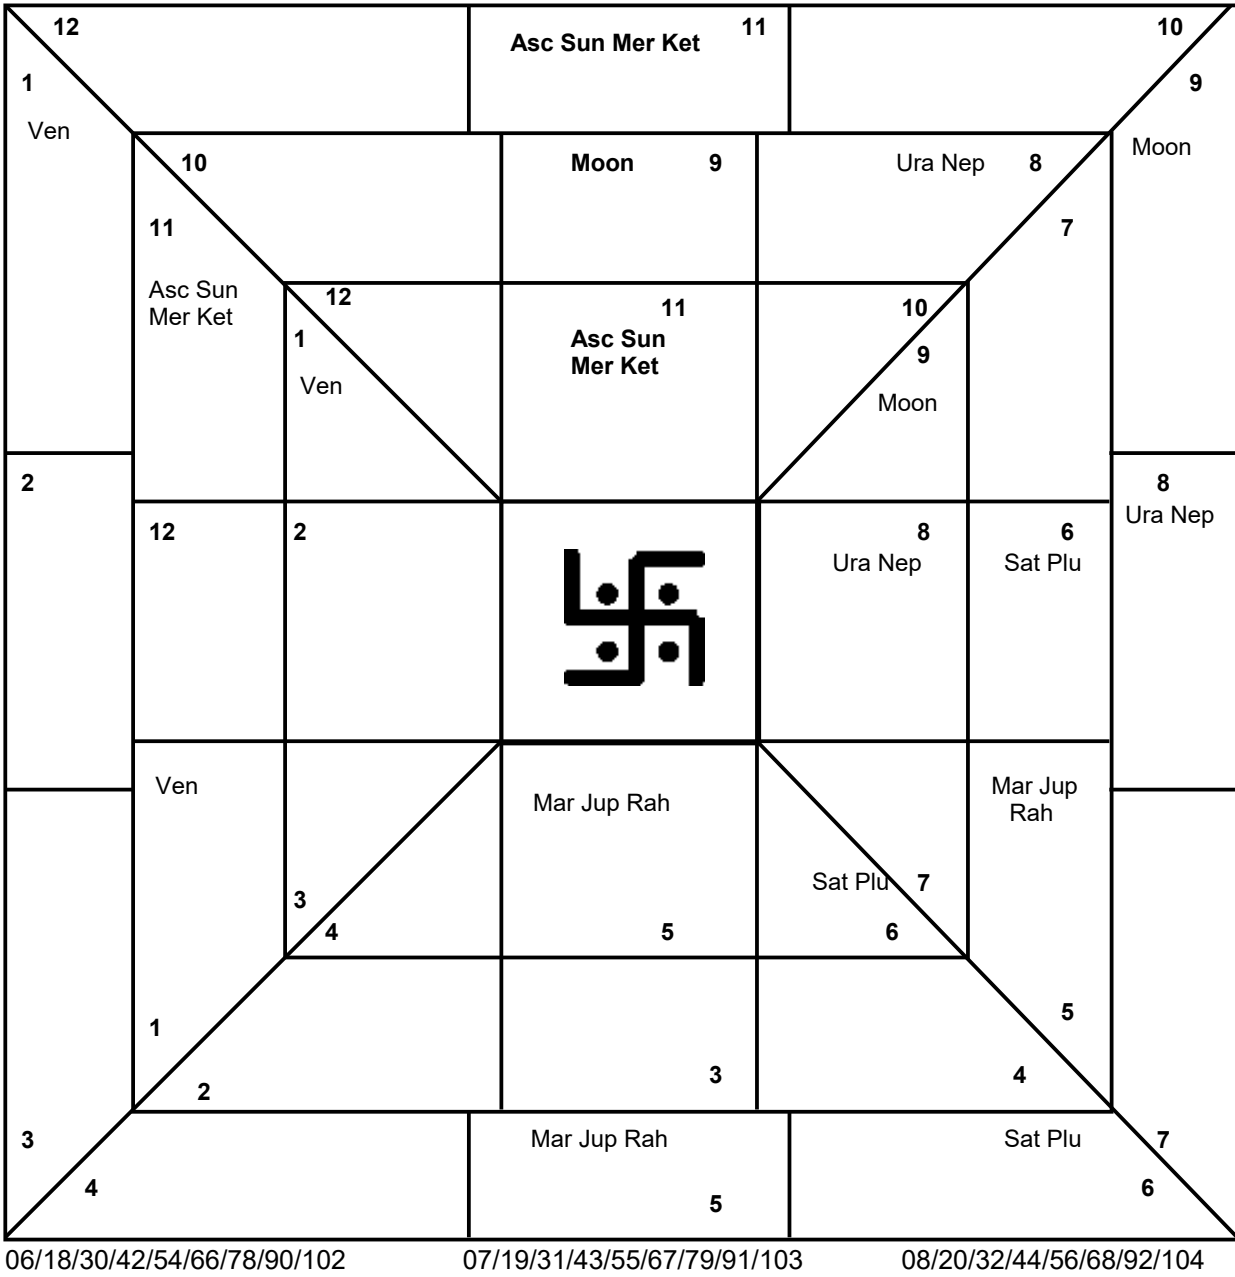 12
Asc Sun Mer Ket 11
10
1
9
Ven
Moon
10
Moon 9
Ura Nep 8
11
7
Asc Sun
Mer Ket
12
11
10
1
Asc Sun
Mer Ket
9
Ven
Moon
2
8
Ura Nep
12
2
8
Ura Nep
6
Sat Plu
Ven
Mar Jup Rah
Mar Jup
Rah
3
Sat Plu 7
4
5
6
1
5
2
3
4
3
Mar Jup Rah
Sat Plu 7
4
5
6
06/18/30/42/54/66/78/90/102
07/19/31/43/55/67/79/91/103
08/20/32/44/56/68/92/104